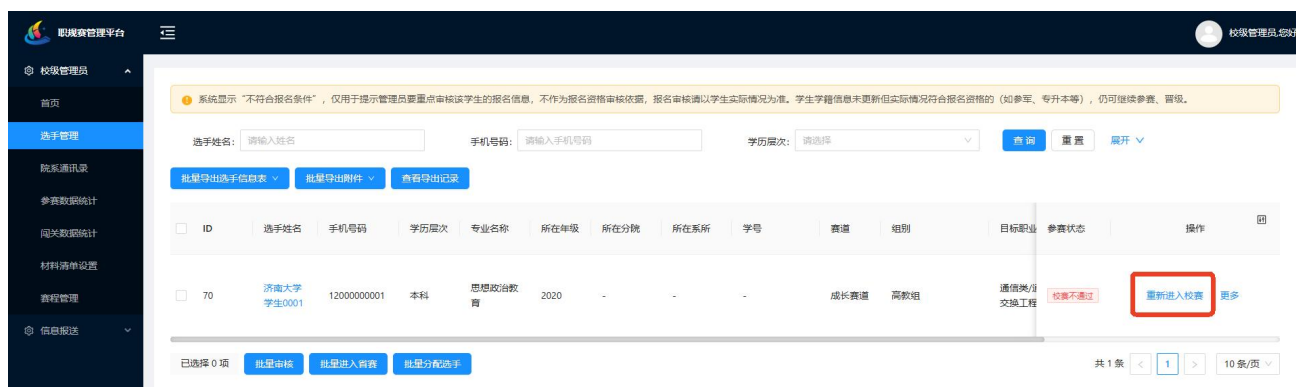 职规赛管理平台
校级管理员,您好
校级管理员
首页
选手管理
院系通讯录
参赛数据统计
闯关数据统计
材料清单设置
赛程管理
信息报送
系统显示“不符合报名条件”,仅用于提示管理员要重点审核该学生的报名信息,不作为报名资格审核依据,报名审核请以学生实际情况为准。学生学籍信息未更新但实际情况符合报名资格的(如参军、专升本等),仍可继续参赛、晋级。
选手姓名: 请输入姓名 手机号码: 请输入手机号码 学历层次: 请选择 查询 重置 展开
批量导出选手信息表 批量导出附件 查看导出记录
ID 选手姓名 手机号码 学历层次 专业名称 所在年级 所在分院 所在系所 学号 赛道 组别 目标职业 参赛状态 操作
70 济南大学 12000000001 本科 思想政治教 2020 - - - 成长赛道 高教组 通信类/ 校赛不通过 重新进入校赛 更多
学生0001 育 交换工程
已选择 0 项 批量审核 批量进入省赛 批量分配选手 共 1 条 < 1 > 10 条/页